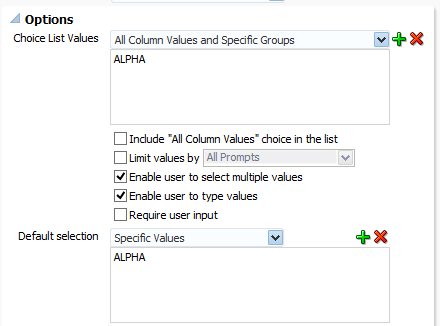 Options
Choice List Values All Column Values and Specific Groups
ALPHA
Include "All Column Values" choice in the list
Limit values by All Prompts
Enable user to select multiple values
Enable user to type values
Require user input
Default selection Specific Values
ALPHA